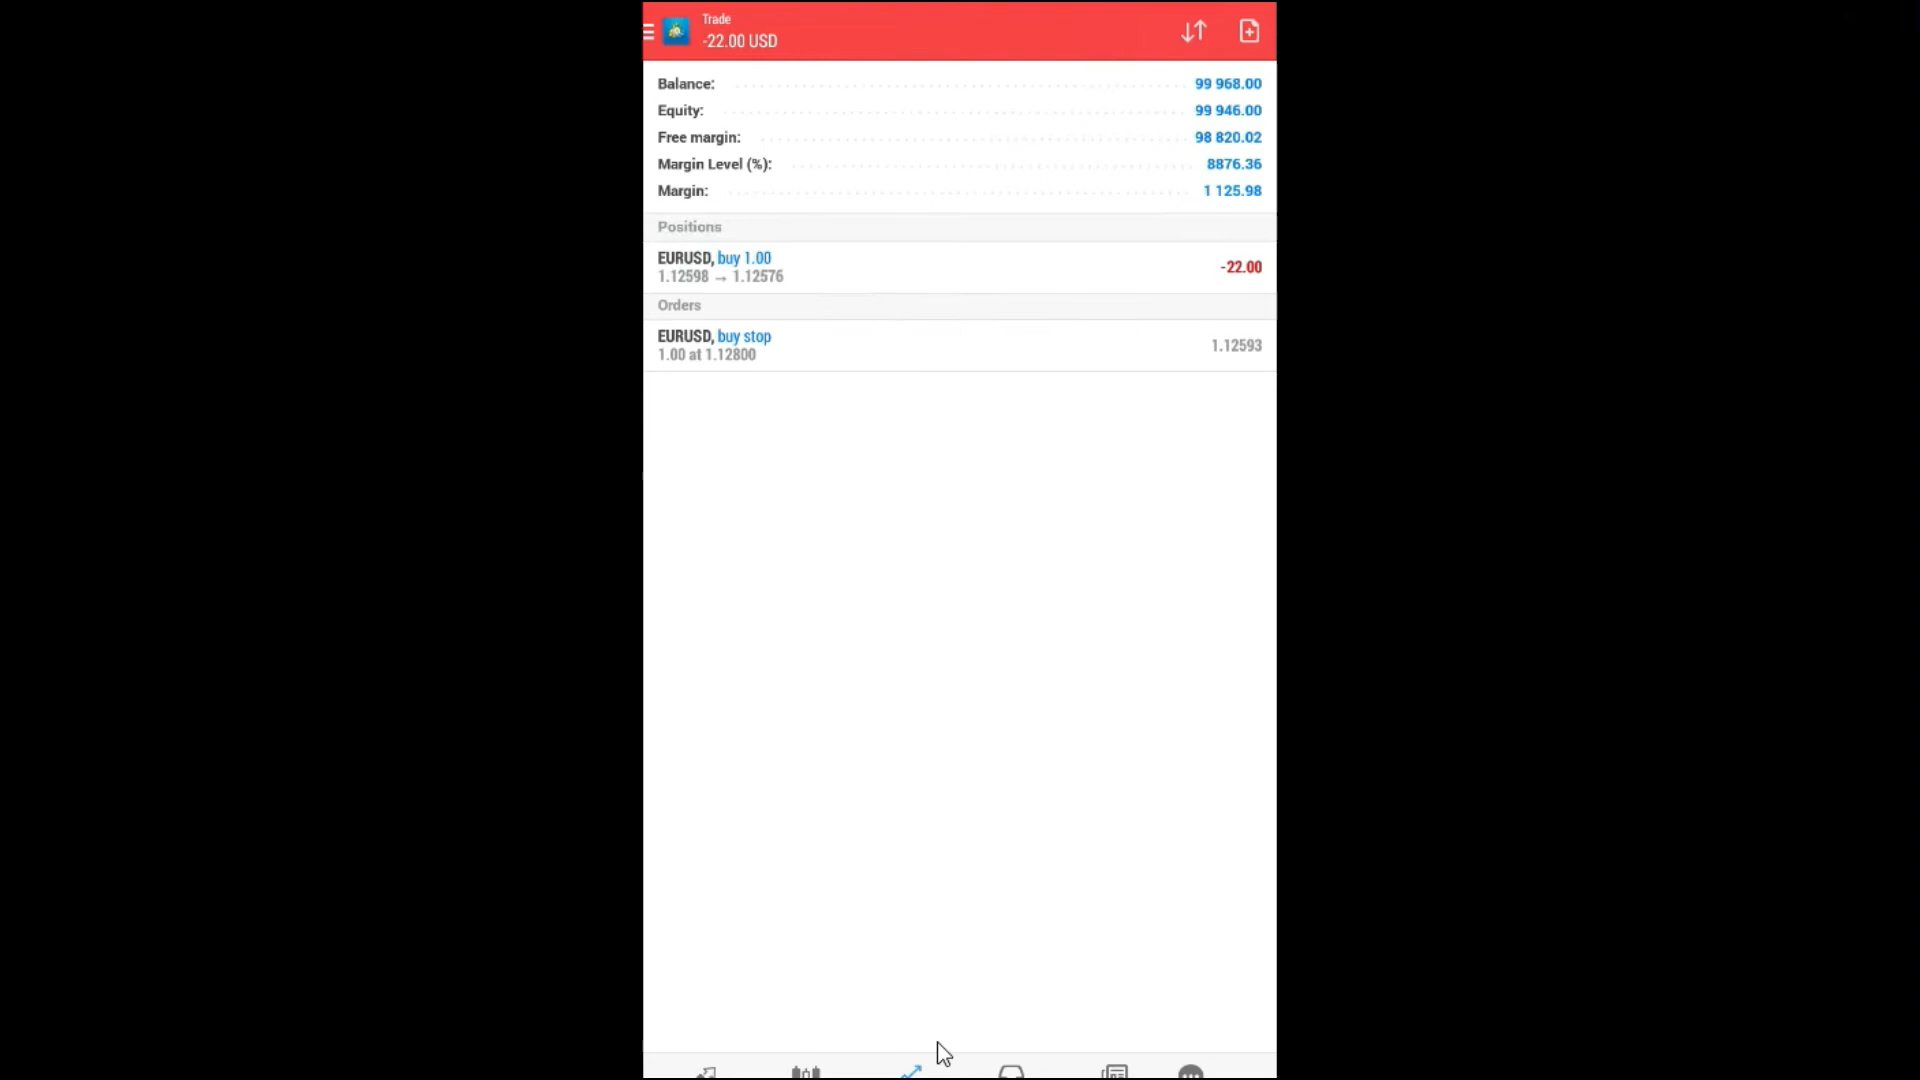 Trade
-22.00 USD
Balance: 99 968.00
Equity: 99 946.00
Free margin: 98 820.02
Margin Level (%): 8876.36
Margin: 1 125.98
Positions
EURUSD, buy 1.00
1.12598 → 1.12576
-22.00
Orders
EURUSD, buy stop
1.00 at 1.12800
1.12593